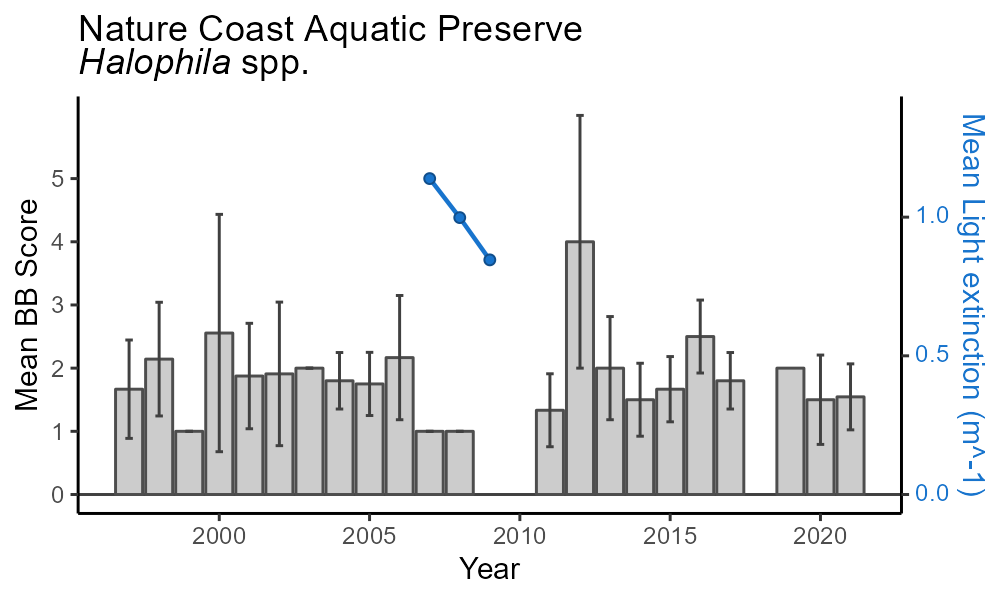 Nature Coast Aquatic Preserve
Halophila spp.
Mean BB Score
5
4
3
2
1
0
1.0
0.5
0.0
Mean Light extinction (m^-1)
2000 2005 2010 2015 2020
Year